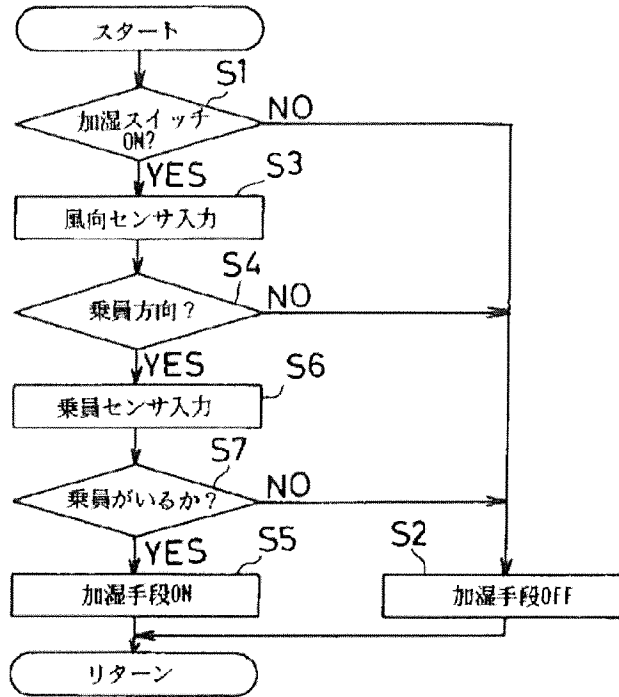 スタート
S1
加湿スイッチ
ON?
NO
YES
S3
風向センサ入力
S4
乗員方向?
NO
YES
S6
乗員センサ入力
S7
乗員がいるか?
NO
YES
S5
加湿手段ON
S2
加湿手段OFF
リターン